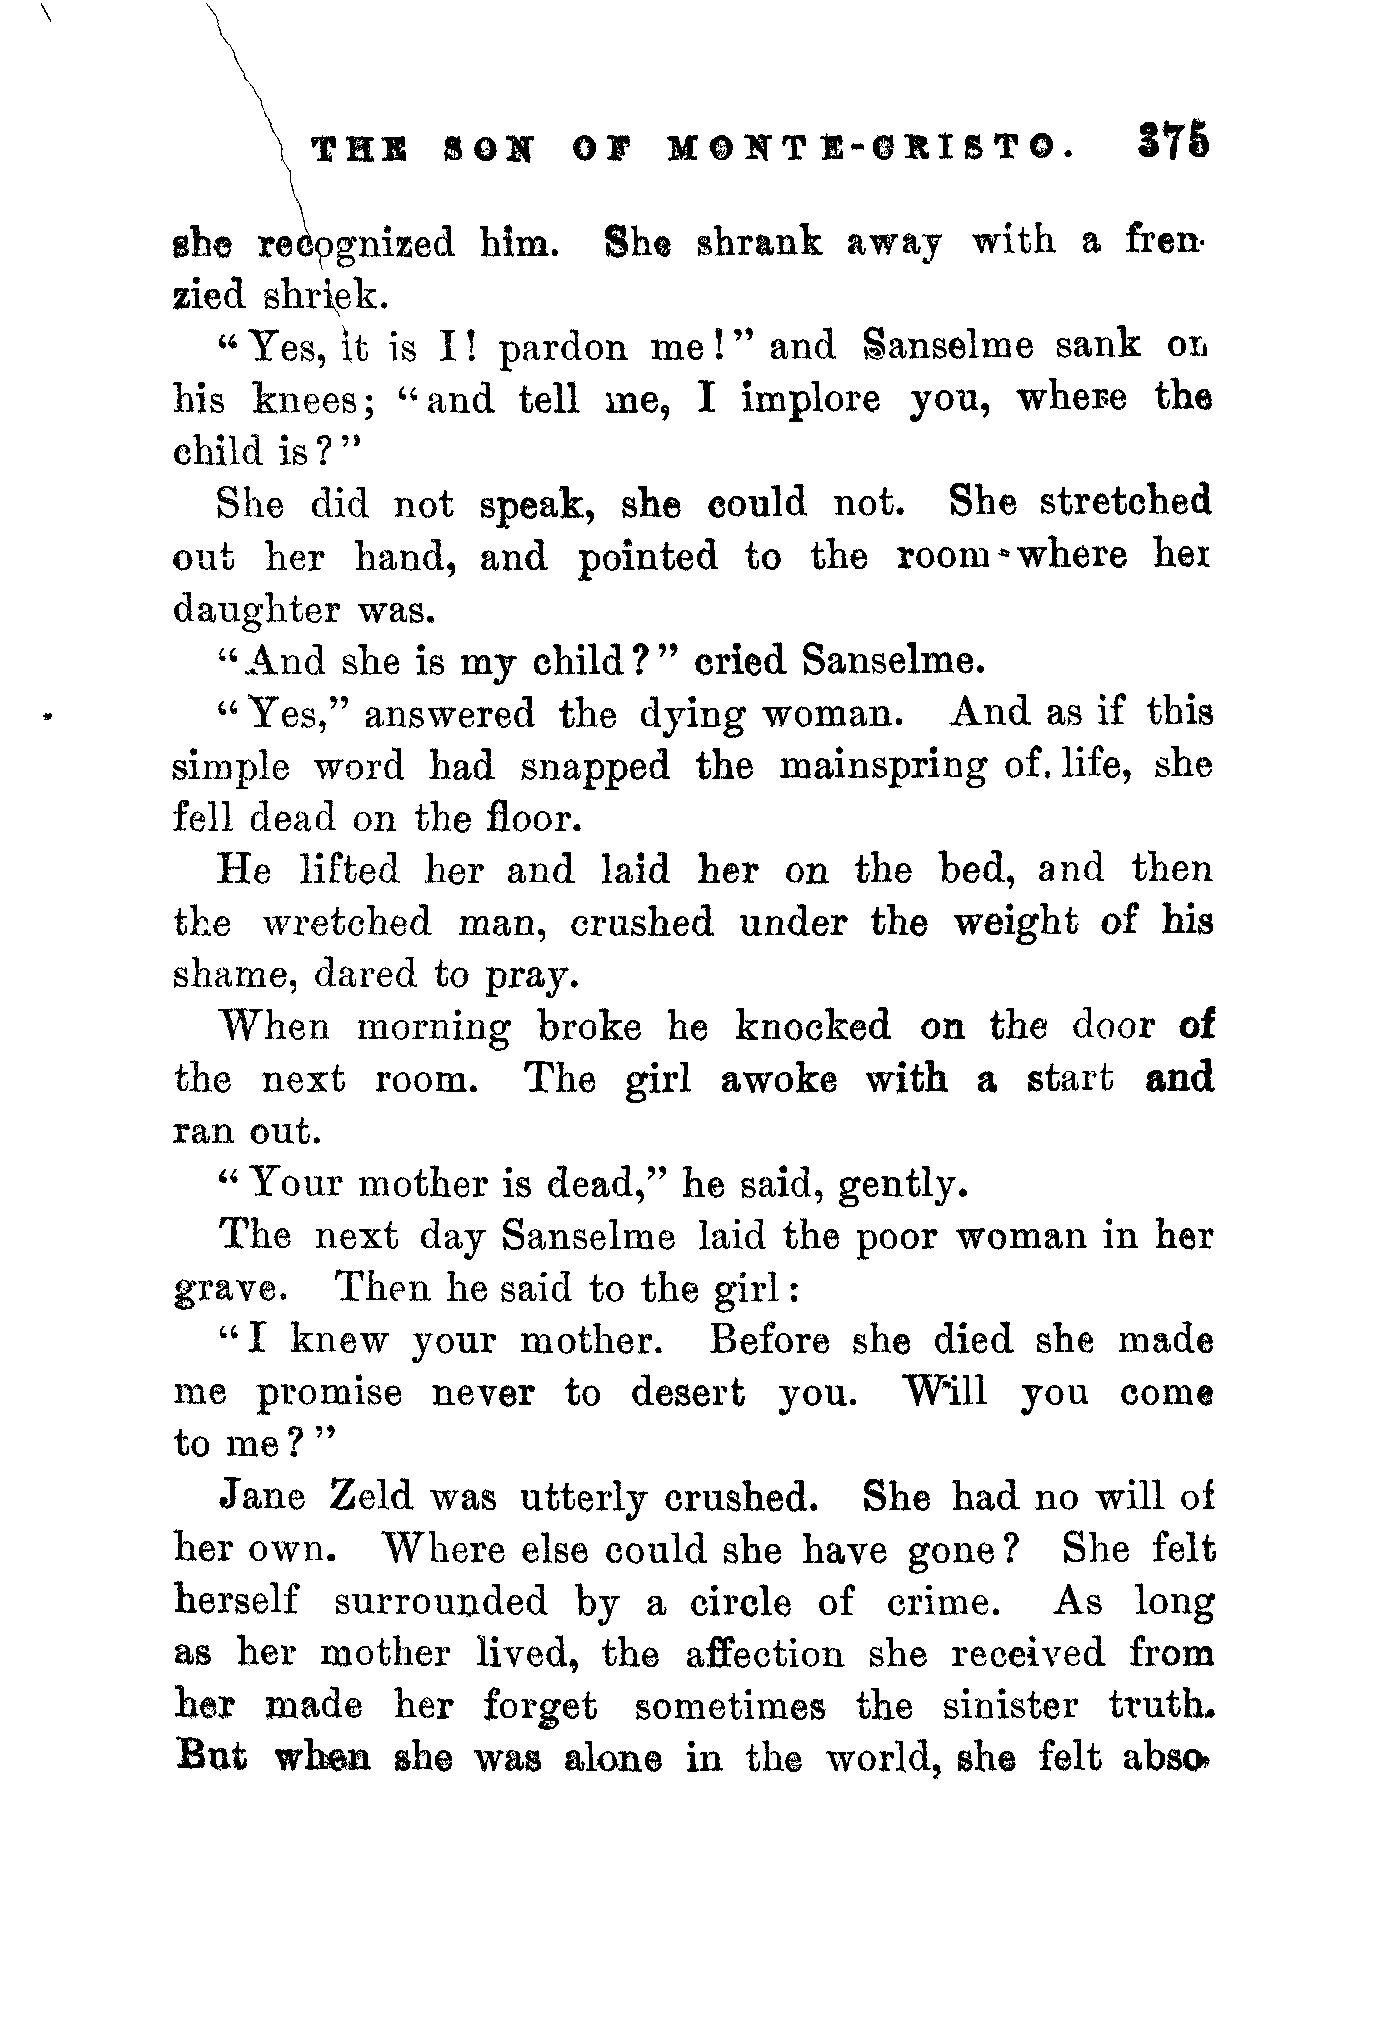 THE SON OF MONTE-CRISTO. 375
she recognized him. She shrank away with a fren-
zied shriek.
"Yes, it is I! pardon me!" and Sanselme sank on
his knees; "and tell me, I implore you, where the
child is?"
She did not speak, she could not. She stretched
out her hand, and pointed to the room where her
daughter was.
"And she is my child?" cried Sanselme.
"Yes," answered the dying woman. And as if this
simple word had snapped the mainspring of life, she
fell dead on the floor.
He lifted her and laid her on the bed, and then
the wretched man, crushed under the weight of his
shame, dared to pray.
When morning broke he knocked on the door of
the next room. The girl awoke with a start and
ran out.
"Your mother is dead," he said, gently.
The next day Sanselme laid the poor woman in her
grave. Then he said to the girl:
"I knew your mother. Before she died she made
me promise never to desert you. Will you come
to me?"
Jane Zeld was utterly crushed. She had no will of
her own. Where else could she have gone? She felt
herself surrounded by a circle of crime. As long
as her mother lived, the affection she received from
her made her forget sometimes the sinister truth.
But when she was alone in the world, she felt abso-